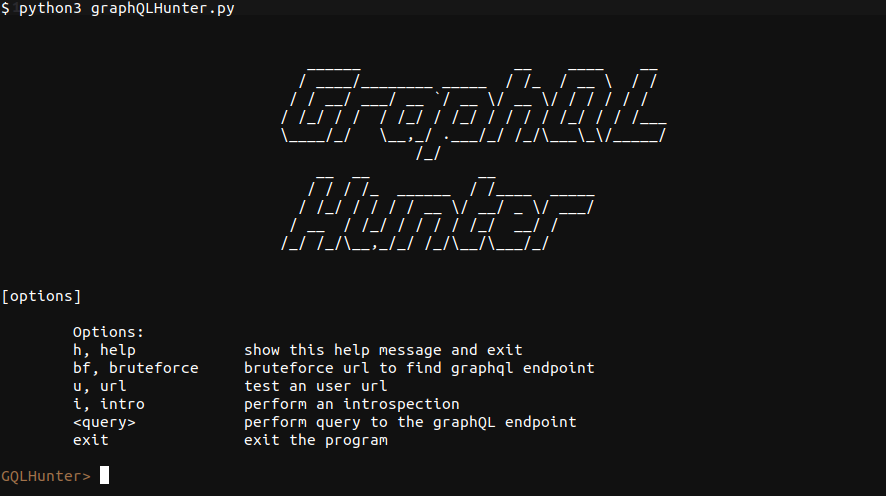 $ python3 graphQLHunter.py
GraphQL
Hunter
[options]
Options:
h, help show this help message and exit
bf, bruteforce bruteforce url to find graphql endpoint
u, url test an user url
i, intro perform an introspection
<query> perform query to the graphQL endpoint
exit exit the program
GQLHunter>